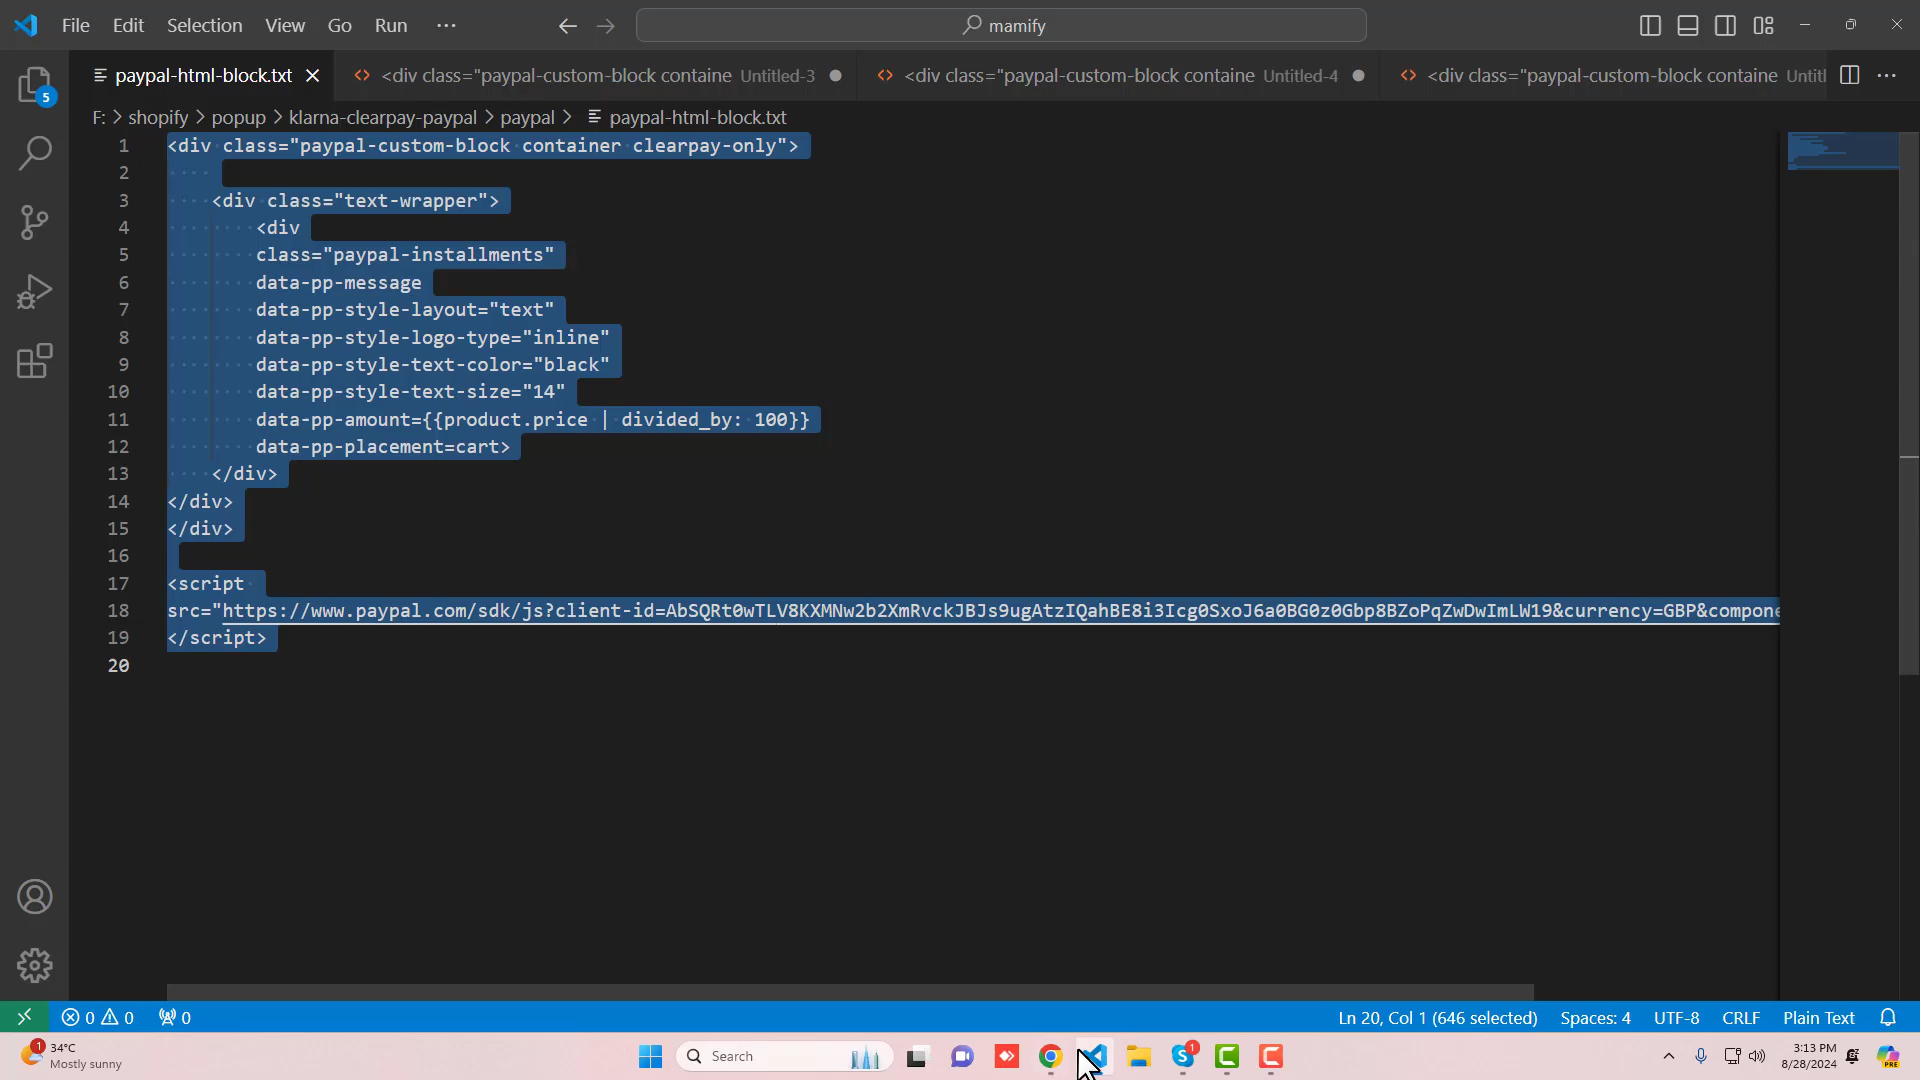 File Edit Selection View Go Run ··· mamify
paypal-html-block.txt <div class="paypal-custom-block containe Untitled-3 <div class="paypal-custom-block containe Untitled-4 <div class="paypal-custom-block containe Untitl
5
F: > shopify > popup > klarna-clearpay-paypal > paypal > paypal-html-block.txt
1 <div class="paypal-custom-block container clearpay-only">
2
3 <div class="text-wrapper">
4 <div
5 class="paypal-installments"
6 data-pp-message
7 data-pp-style-layout="text"
8 data-pp-style-logo-type="inline"
9 data-pp-style-text-color="black"
10 data-pp-style-text-size="14"
11 data-pp-amount={{product.price | divided_by: 100}}
12 data-pp-placement=cart>
13 </div>
14 </div>
15 </div>
16
17 <script
18 src="https://www.paypal.com/sdk/js?client-id=AbSQRt0wTLV8KXMNw2b2XmRvckJBJs9ugAtzIQahBE8i3Icg0SxoJ6a0BG0z0Gbp8BZoPqZwDwImLW19&currency=GBP&compone
19 </script>
20
0 0 0 Ln 20, Col 1 (646 selected) Spaces: 4 UTF-8 CRLF Plain Text
1 34°C
Mostly sunny
Search
1
3:13 PM
8/28/2024
PRE